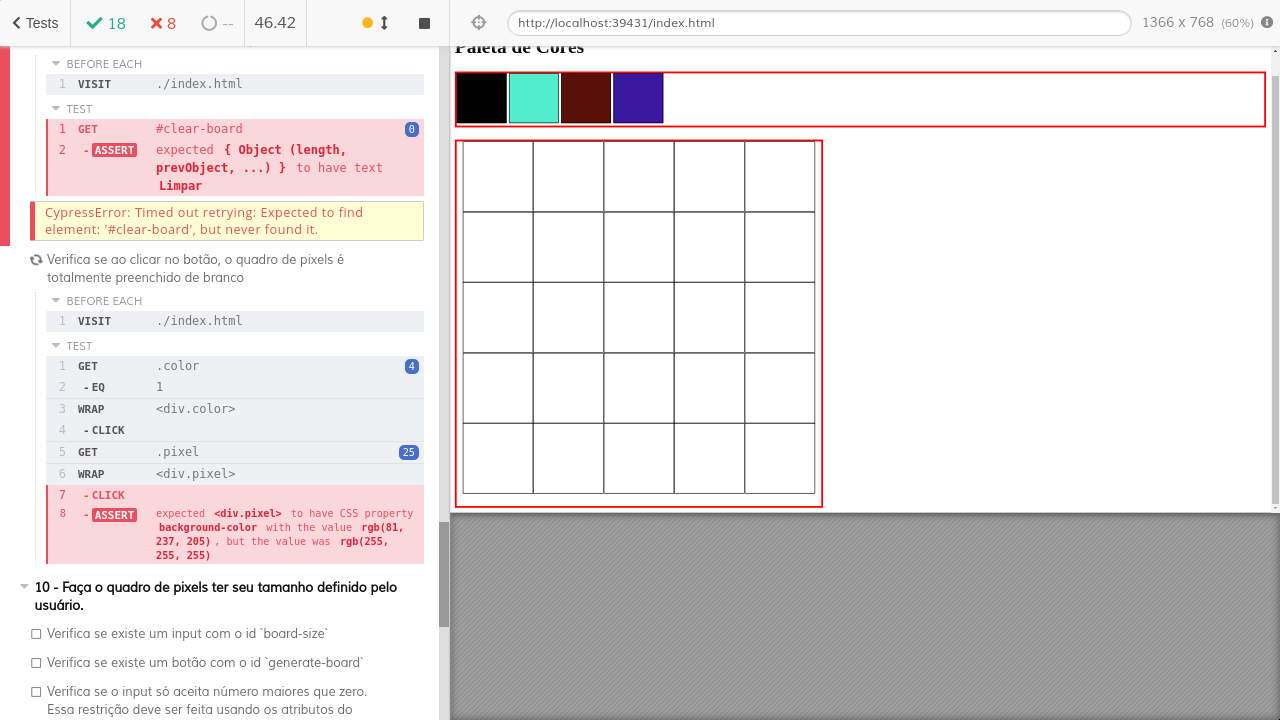 Tests
18
8
--
46.42
http://localhost:39431/index.html
1366 x 768 (60%)
BEFORE EACH
1 VISIT ./index.html
TEST
1 GET #clear-board 0
2 - ASSERT expected { Object (length,
prevObject, ...) } to have text
Limpar
CypressError: Timed out retrying: Expected to find
element: '#clear-board', but never found it.
Verifica se ao clicar no botão, o quadro de pixels é
totalmente preenchido de branco
BEFORE EACH
1 VISIT ./index.html
TEST
1 GET .color 4
2 - EQ 1
3 WRAP <div.color>
4 - CLICK
5 GET .pixel 25
6 WRAP <div.pixel>
7 - CLICK
8 - ASSERT expected <div.pixel> to have CSS property
background-color with the value rgb(81,
237, 205) , but the value was rgb(255,
255, 255)
10 - Faça o quadro de pixels ter seu tamanho definido pelo
usuário.
Verifica se existe um input com o id `board-size`
Verifica se existe um botão com o id `generate-board`
Verifica se o input só aceita número maiores que zero.
Essa restrição deve ser feita usando os atributos do
Paleta de Cores